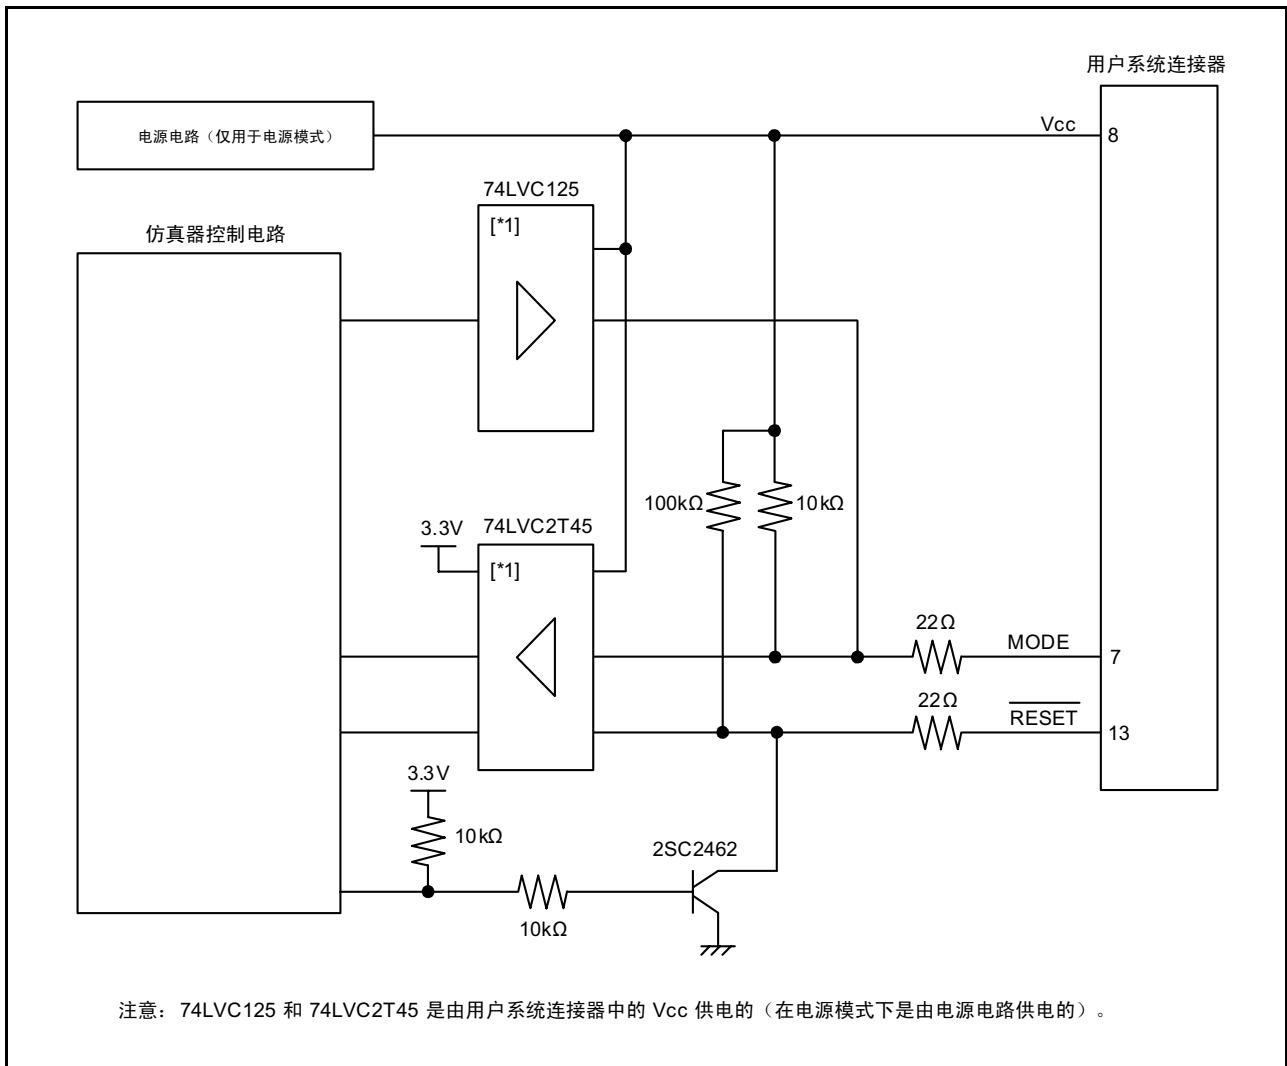 用户系统连接器
电源电路（仅用于电源模式）
Vcc
8
74LVC125
[*1]
仿真器控制电路
100kΩ
10kΩ
3.3V
74LVC2T45
[*1]
22Ω
MODE
7
22Ω
RESET
13
3.3V
10kΩ
2SC2462
10kΩ
注意：74LVC125 和 74LVC2T45 是由用户系统连接器中的 Vcc 供电的（在电源模式下是由电源电路供电的）。